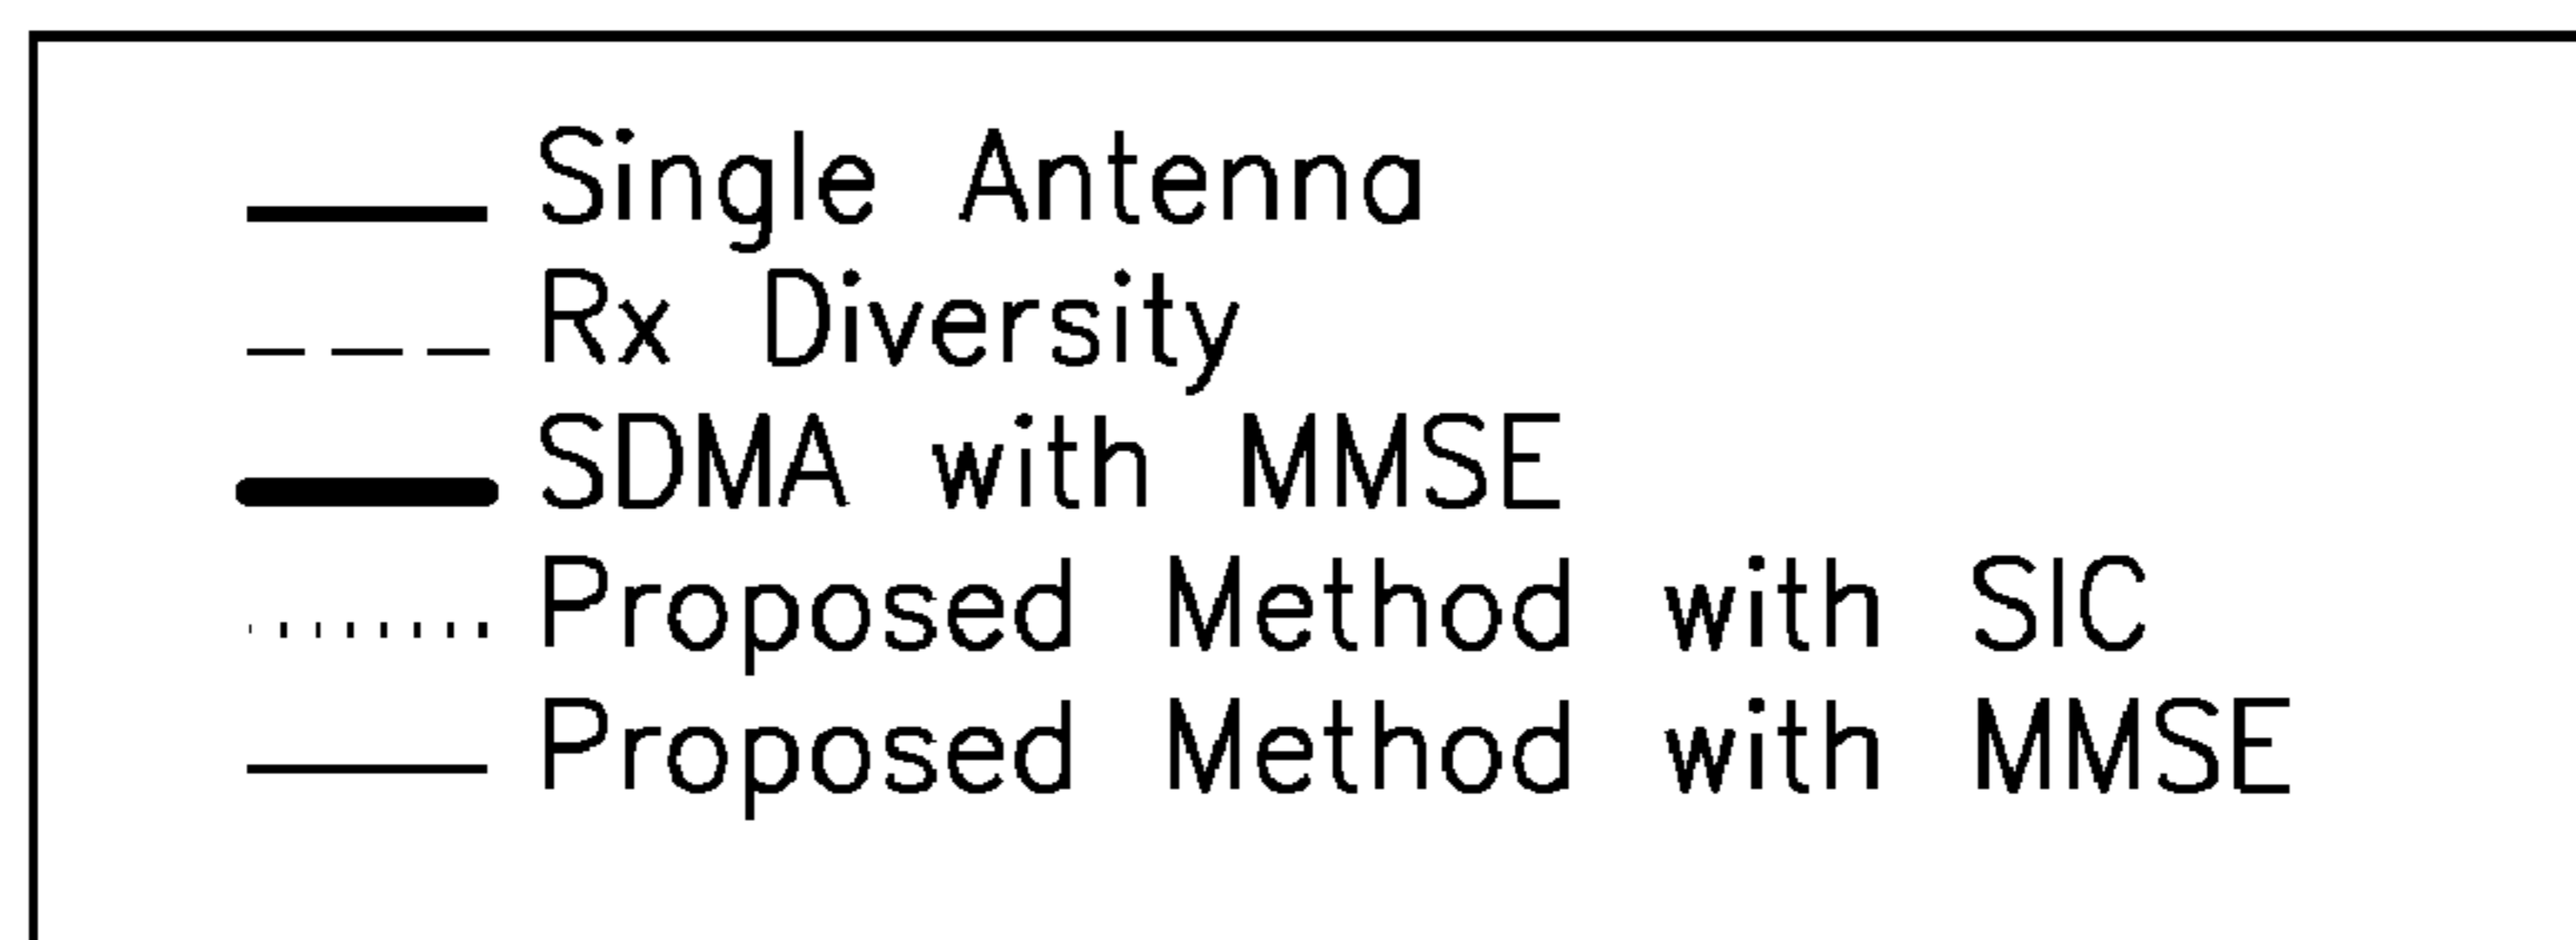 Single Antenna
Rx Diversity
SDMA with MMSE
Proposed Method with SIC
Proposed Method with MMSE